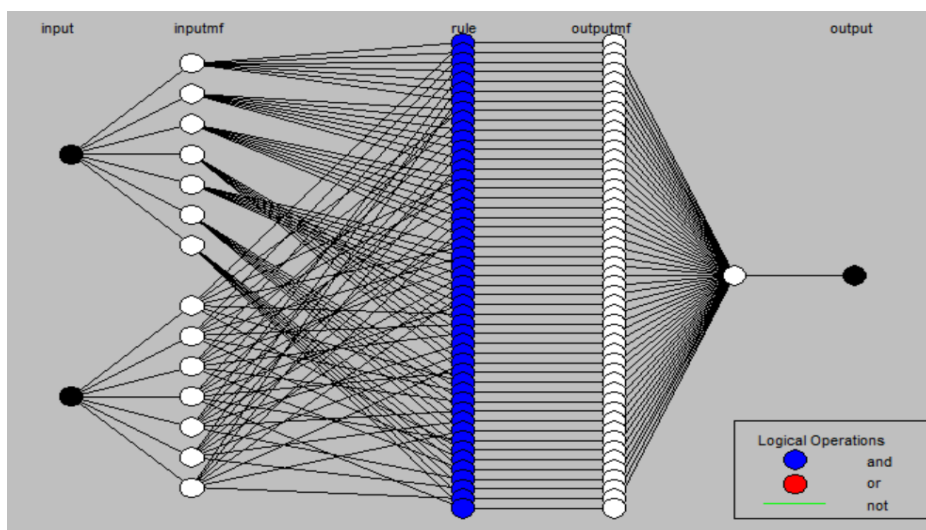 input inputmf rule outputmf output
Logical Operations
and
or
not